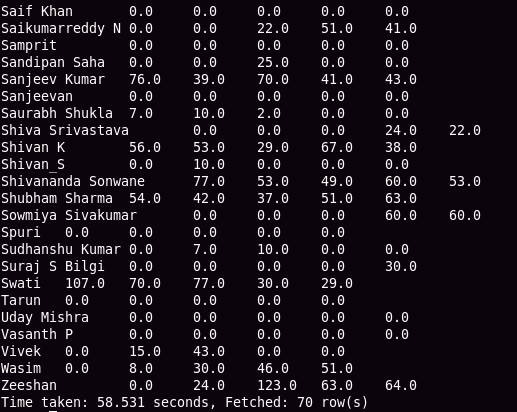 Saif Khan 0.0 0.0 0.0 0.0 0.0
Saikumarreddy N 0.0 0.0 22.0 51.0 41.0
Samprit 0.0 0.0 0.0 0.0 0.0
Sandipan Saha 0.0 0.0 25.0 0.0 0.0
Sanjeev Kumar 76.0 39.0 70.0 41.0 43.0
Sanjeevan 0.0 0.0 0.0 0.0 0.0
Saurabh Shukla 7.0 10.0 2.0 0.0 0.0
Shiva Srivastava 0.0 0.0 0.0 24.0 22.0
Shivan K 56.0 53.0 29.0 67.0 38.0
Shivan_S 0.0 10.0 0.0 0.0 0.0
Shivananda Sonwane 77.0 53.0 49.0 60.0 53.0
Shubham Sharma 54.0 42.0 37.0 51.0 63.0
Sowmiya Sivakumar 0.0 0.0 0.0 60.0 60.0
Spuri 0.0 0.0 0.0 0.0 0.0
Sudhanshu Kumar 0.0 7.0 10.0 0.0 0.0
Suraj S Bilgi 0.0 0.0 0.0 0.0 30.0
Swati 107.0 70.0 77.0 30.0 29.0
Tarun 0.0 0.0 0.0 0.0 0.0
Uday Mishra 0.0 0.0 0.0 0.0 0.0
Vasanth P 0.0 0.0 0.0 0.0 0.0
Vivek 0.0 15.0 43.0 0.0 0.0
Wasim 0.0 8.0 30.0 46.0 51.0
Zeeshan 0.0 24.0 123.0 63.0 64.0
Time taken: 58.531 seconds, Fetched: 70 row(s)